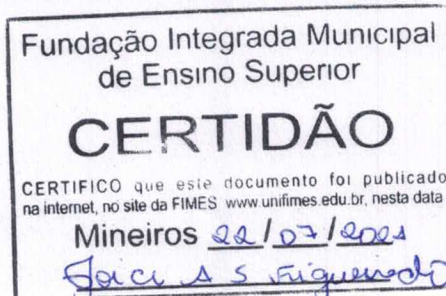 Fundação Integrada Municipal
de Ensino Superior
CERTIDÃO
CERTIFICO que este documento foi publicado
na internet, no site da FIMES www.unifimes.edu.br, nesta data
Mineiros 22/07/2021
A S Figueiredo